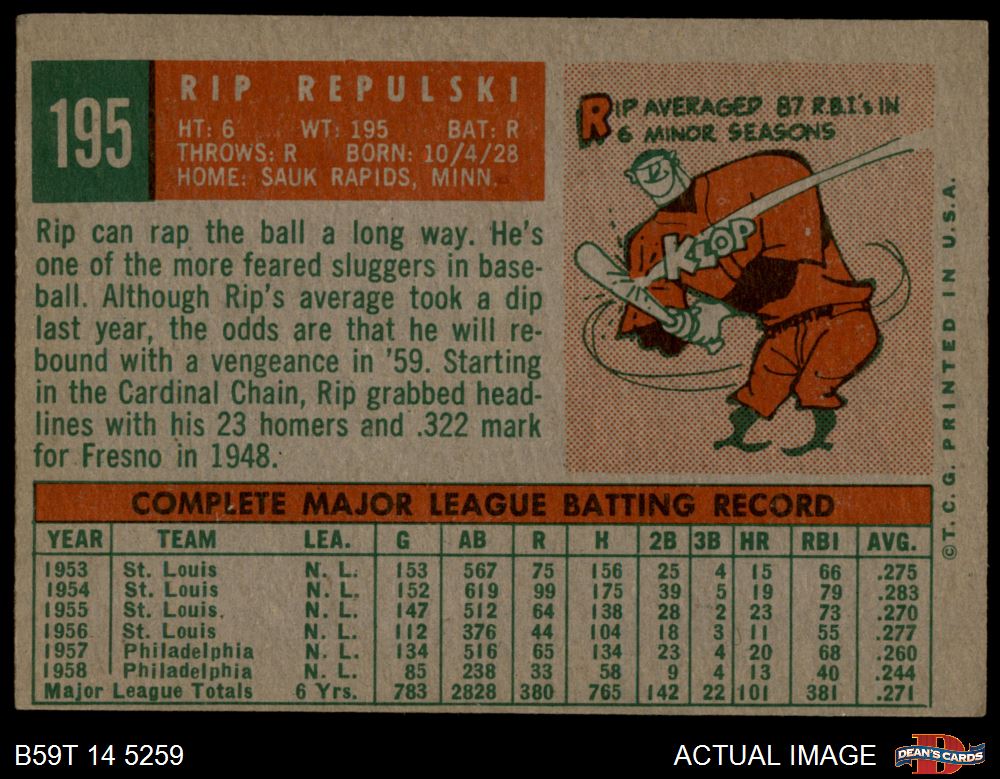 195
RIP REPULSKI
HT: 6 WT: 195 BAT: R
THROWS: R BORN: 10/4/28
HOME: SAUK RAPIDS, MINN.
RIP AVERAGED 87 R.B.I.'s IN
6 MINOR SEASONS
KLOP
Rip can rap the ball a long way. He's
one of the more feared sluggers in base-
ball. Although Rip's average took a dip
last year, the odds are that he will re-
bound with a vengeance in '59. Starting
in the Cardinal Chain, Rip grabbed head-
lines with his 23 homers and .322 mark
for Fresno in 1948.
©T. C. G. PRINTED IN U.S.A.
COMPLETE MAJOR LEAGUE BATTING RECORD
YEAR TEAM LEA. G AB R H 2B 3B HR RBI AVG.
1953 St. Louis N. L. 153 567 75 156 25 4 15 66 .275
1954 St. Louis N. L. 152 619 99 175 39 5 19 79 .283
1955 St. Louis N. L. 147 512 64 138 28 2 23 73 .270
1956 St. Louis N. L. 112 376 44 104 18 3 11 55 .277
1957 Philadelphia N. L. 134 516 65 134 23 4 20 68 .260
1958 Philadelphia N. L. 85 238 33 58 9 4 13 40 .244
Major League Totals 6 Yrs. 783 2828 380 765 142 22 101 381 .271
B59T 14 5259
ACTUAL IMAGE
DEAN'S CARDS